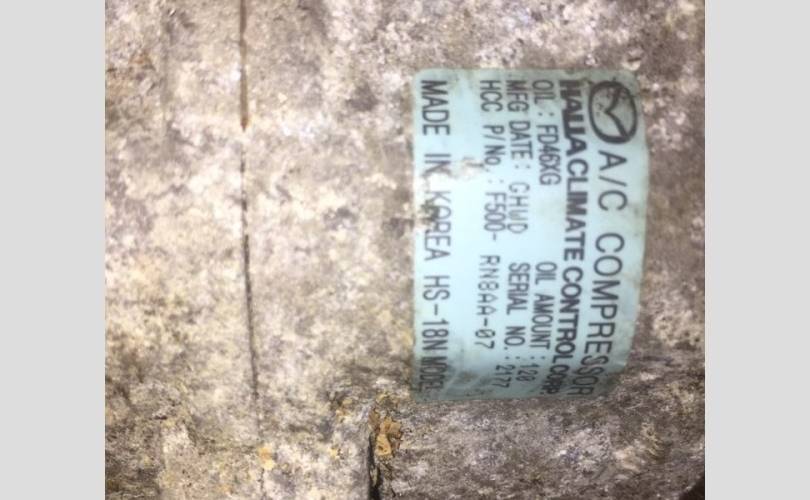 A/C COMPRESSOR
HALLA CLIMATE CONTROL CORP.
OIL : FD46XG OIL AMOUNT : 120
MFG DATE : GHWD SERIAL NO. : 2177
HCC P/No. : F500- RN8AA-07
MADE IN KOREA HS-18N MODEL